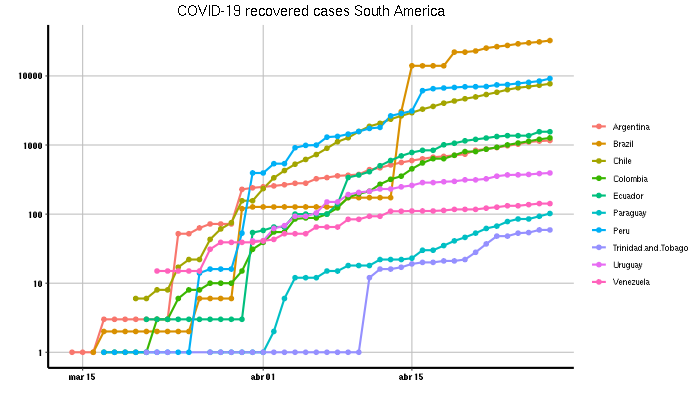 COVID-19 recovered cases South America
10000
1000
100
10
1
mar 15
abr 01
abr 15
Argentina
Brazil
Chile
Colombia
Ecuador
Paraguay
Peru
Trinidad.and.Tobago
Uruguay
Venezuela